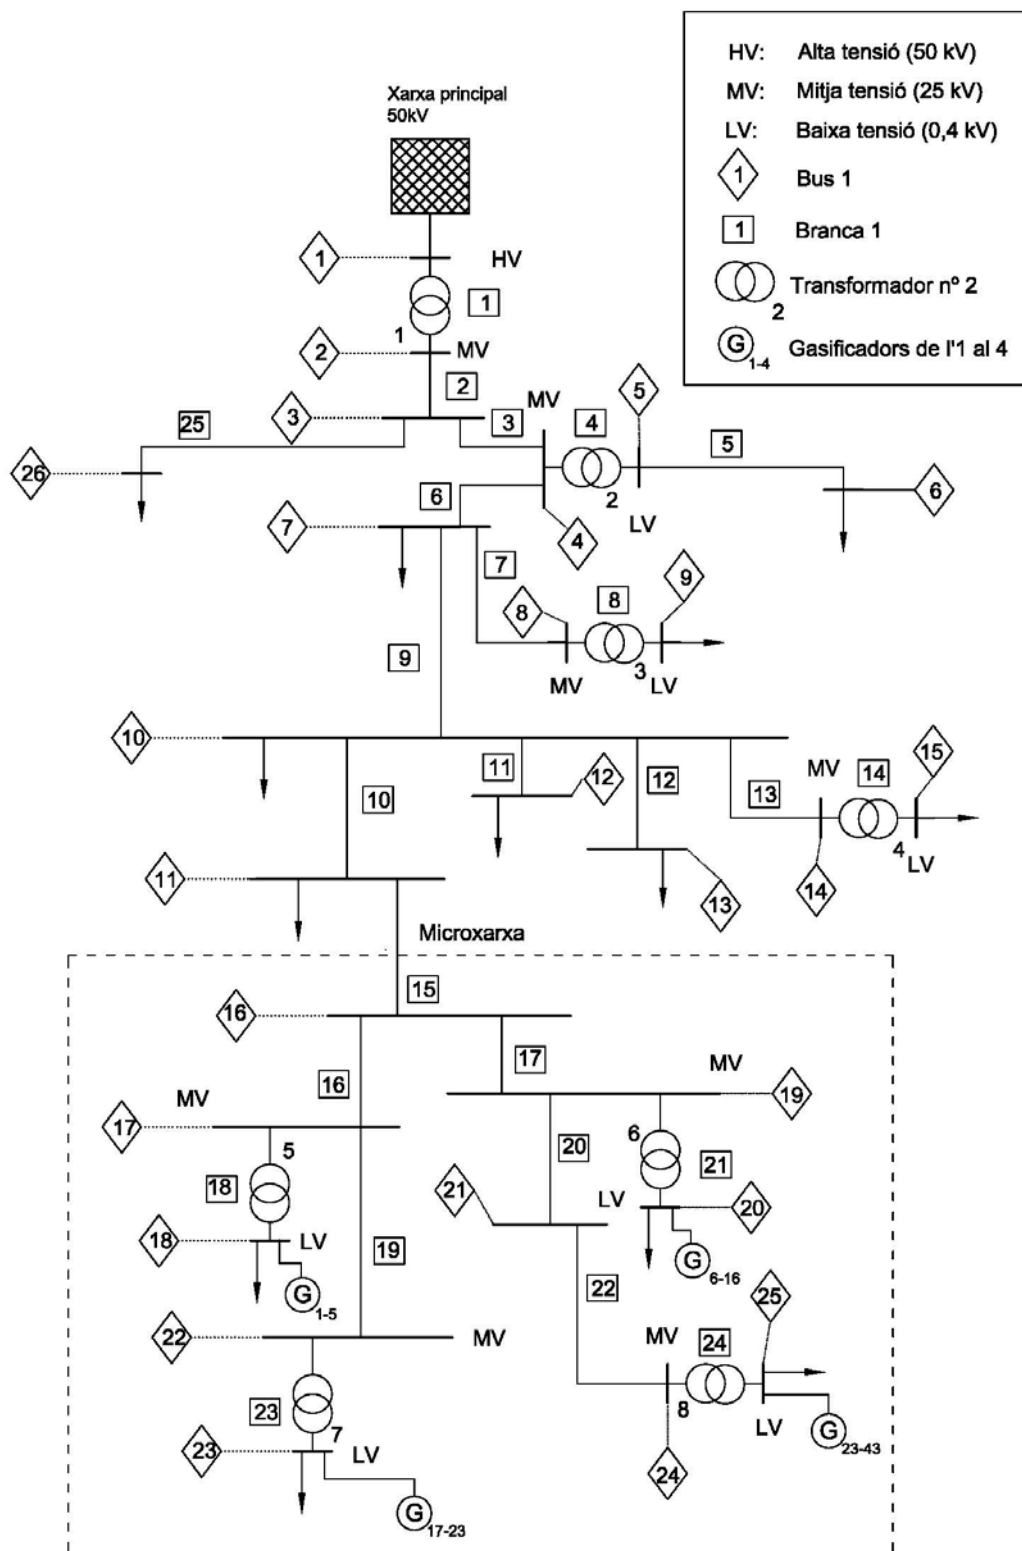 HV: Alta tensió (50 kV)
MV: Mitja tensió (25 kV)
LV: Baixa tensió (0,4 kV)
1 Bus 1
1 Branca 1
2 Transformador nº 2
G 1-4 Gasificadors de l'1 al 4
Xarxa principal
50kV
1 HV
1 1
2 MV
2
3
25 3 MV 4 5
26 6 2 5 6
7 4 LV
7 8 8 9
9 MV 3 LV
10
10 11 12 12 13 MV 14 15
11 13 14 4 LV
Microxarxa
15
16
16 17 MV
17 MV 5 19
18 20 6 21
21 LV 20
18 LV 19 G 6-16
G 1-5 22 25
22 MV MV 24
23 7 8 LV G 23-43
23 LV 24
G 17-23